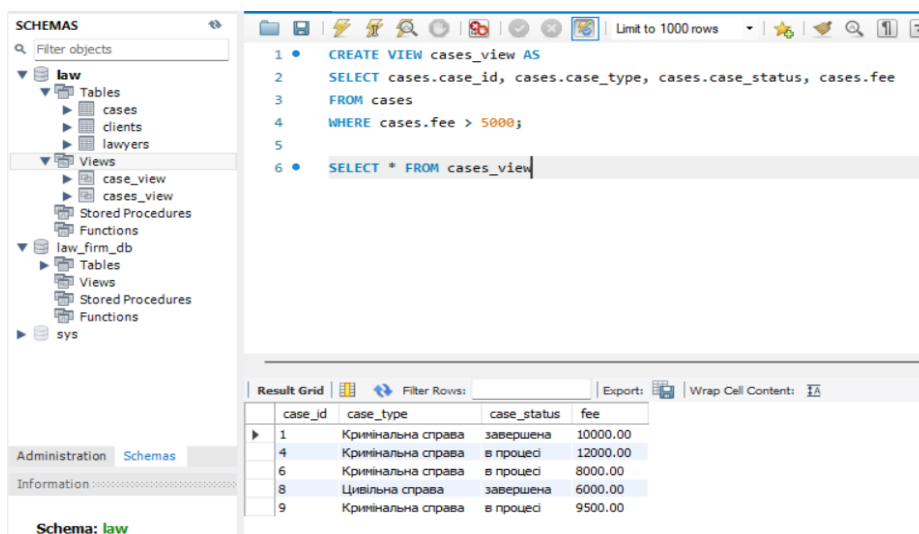 SCHEMAS
Filter objects
law
Tables
cases
clients
lawyers
Views
case_view
cases_view
Stored Procedures
Functions
law_firm_db
Tables
Views
Stored Procedures
Functions
sys
Administration Schemas
Information
Schema: law
Limit to 1000 rows
1 CREATE VIEW cases_view AS
2 SELECT cases.case_id, cases.case_type, cases.case_status, cases.fee
3 FROM cases
4 WHERE cases.fee > 5000;
5
6 SELECT * FROM cases_view
Result Grid Filter Rows: Export: Wrap Cell Content:
case_id case_type case_status fee
1 Кримінальна справа завершена 10000.00
4 Кримінальна справа в процесі 12000.00
6 Кримінальна справа в процесі 8000.00
8 Цивільна справа завершена 6000.00
9 Кримінальна справа в процесі 9500.00